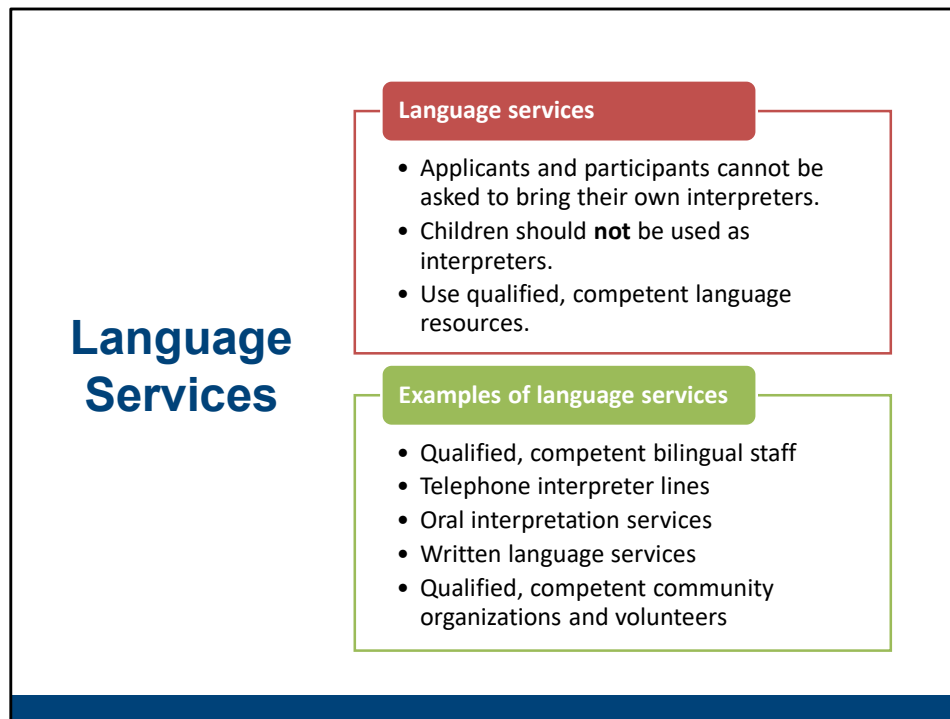 Language
Services
Language services
• Applicants and participants cannot be
asked to bring their own interpreters.
• Children should not be used as
interpreters.
• Use qualified, competent language
resources.
Examples of language services
• Qualified, competent bilingual staff
• Telephone interpreter lines
• Oral interpretation services
• Written language services
• Qualified, competent community
organizations and volunteers